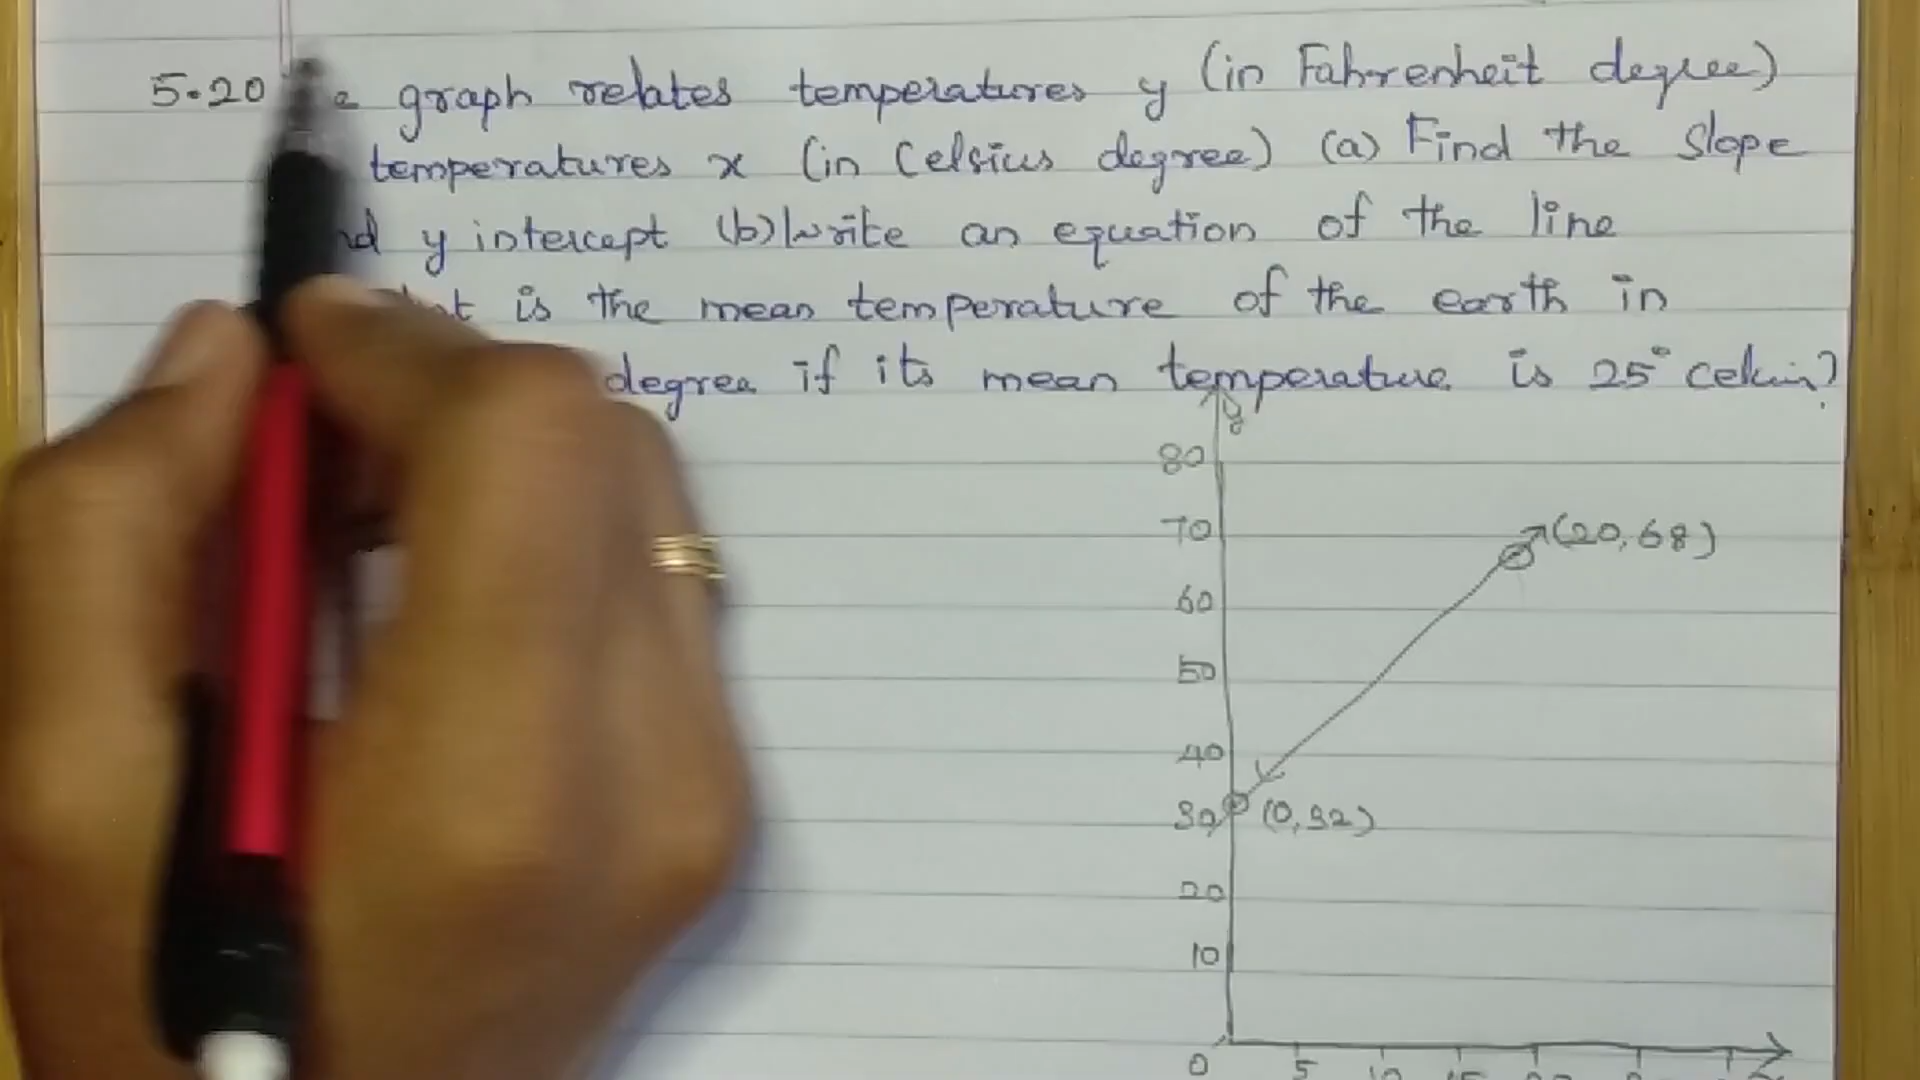 5.20 graph relates temperatures y (in Fahrenheit degree)
temperatures x (in Celsius degree) (a) Find the Slope
y intercept (b) Write an equation of the line
is the mean temperature of the earth in
degree if its mean temperature is 25°
y
80
70
(20,68)
60
50
40
30
(0,32)
20
10
0 5 10 15